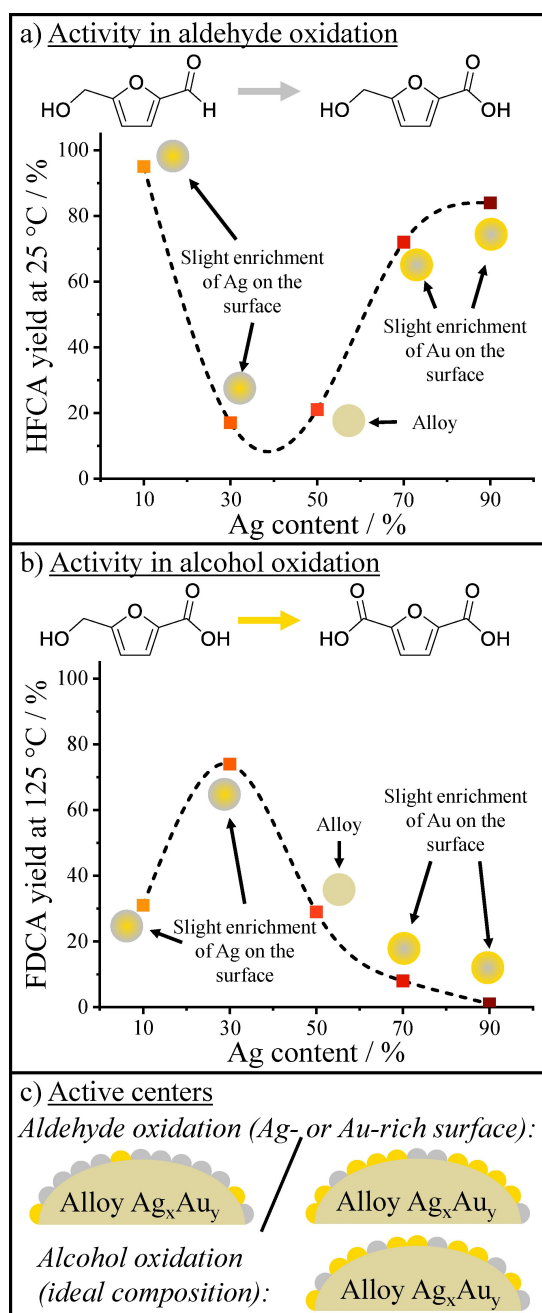 a) Activity in aldehyde oxidation
O
O
O
O
HO
H
HO
OH
HFCA yield at 25 °C / %
100
80
60
40
20
0
Slight enrichment
of Ag on the
surface
Slight enrichment
of Au on the
surface
Alloy
10
30
50
70
90
Ag content / %
b) Activity in alcohol oxidation
O
O
O
O
O
HO
OH
HO
OH
FDCA yield at 125 °C / %
100
80
60
40
20
0
Slight enrichment
of Au on the
surface
Alloy
Slight enrichment
of Ag on the
surface
10
30
50
70
90
Ag content / %
c) Active centers
Aldehyde oxidation (Ag- or Au-rich surface):
Alloy AgxAuy
Alloy AgxAuy
Alcohol oxidation
(ideal composition):
Alloy AgxAuy